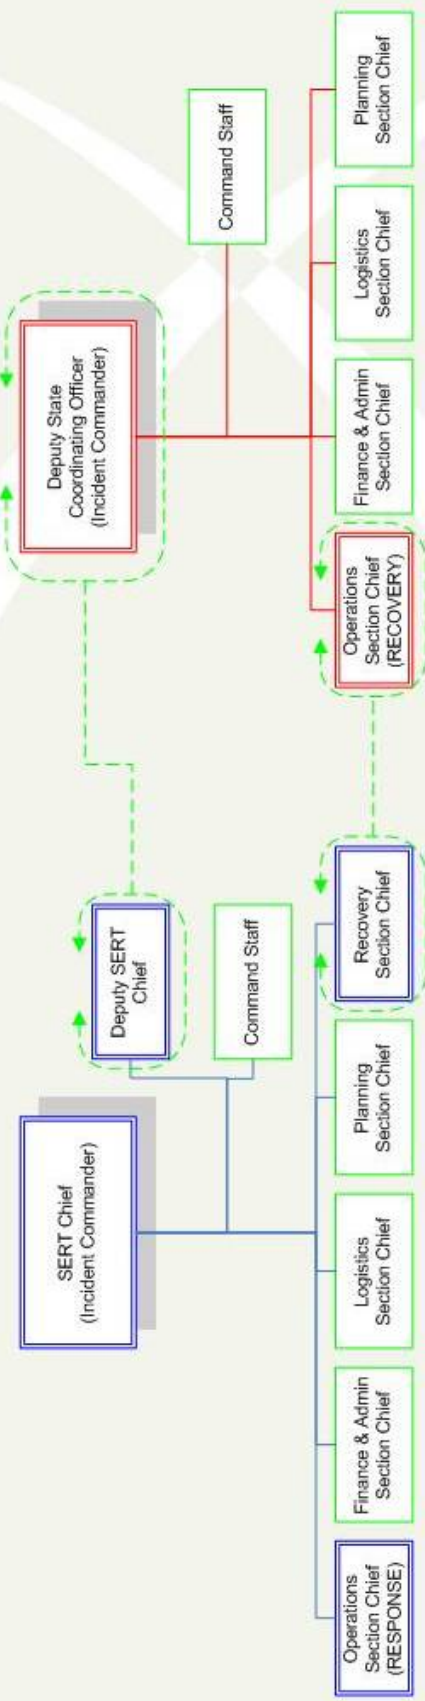 SERT Chief
(Incident Commander)
Deputy SERT
Chief
Command Staff
Operations
Section Chief
(RESPONSE)
Finance & Admin
Section Chief
Logistics
Section Chief
Planning
Section Chief
Recovery
Section Chief
Deputy State
Coordinating Officer
(Incident Commander)
Command Staff
Operations
Section Chief
(RECOVERY)
Finance & Admin
Section Chief
Logistics
Section Chief
Planning
Section Chief